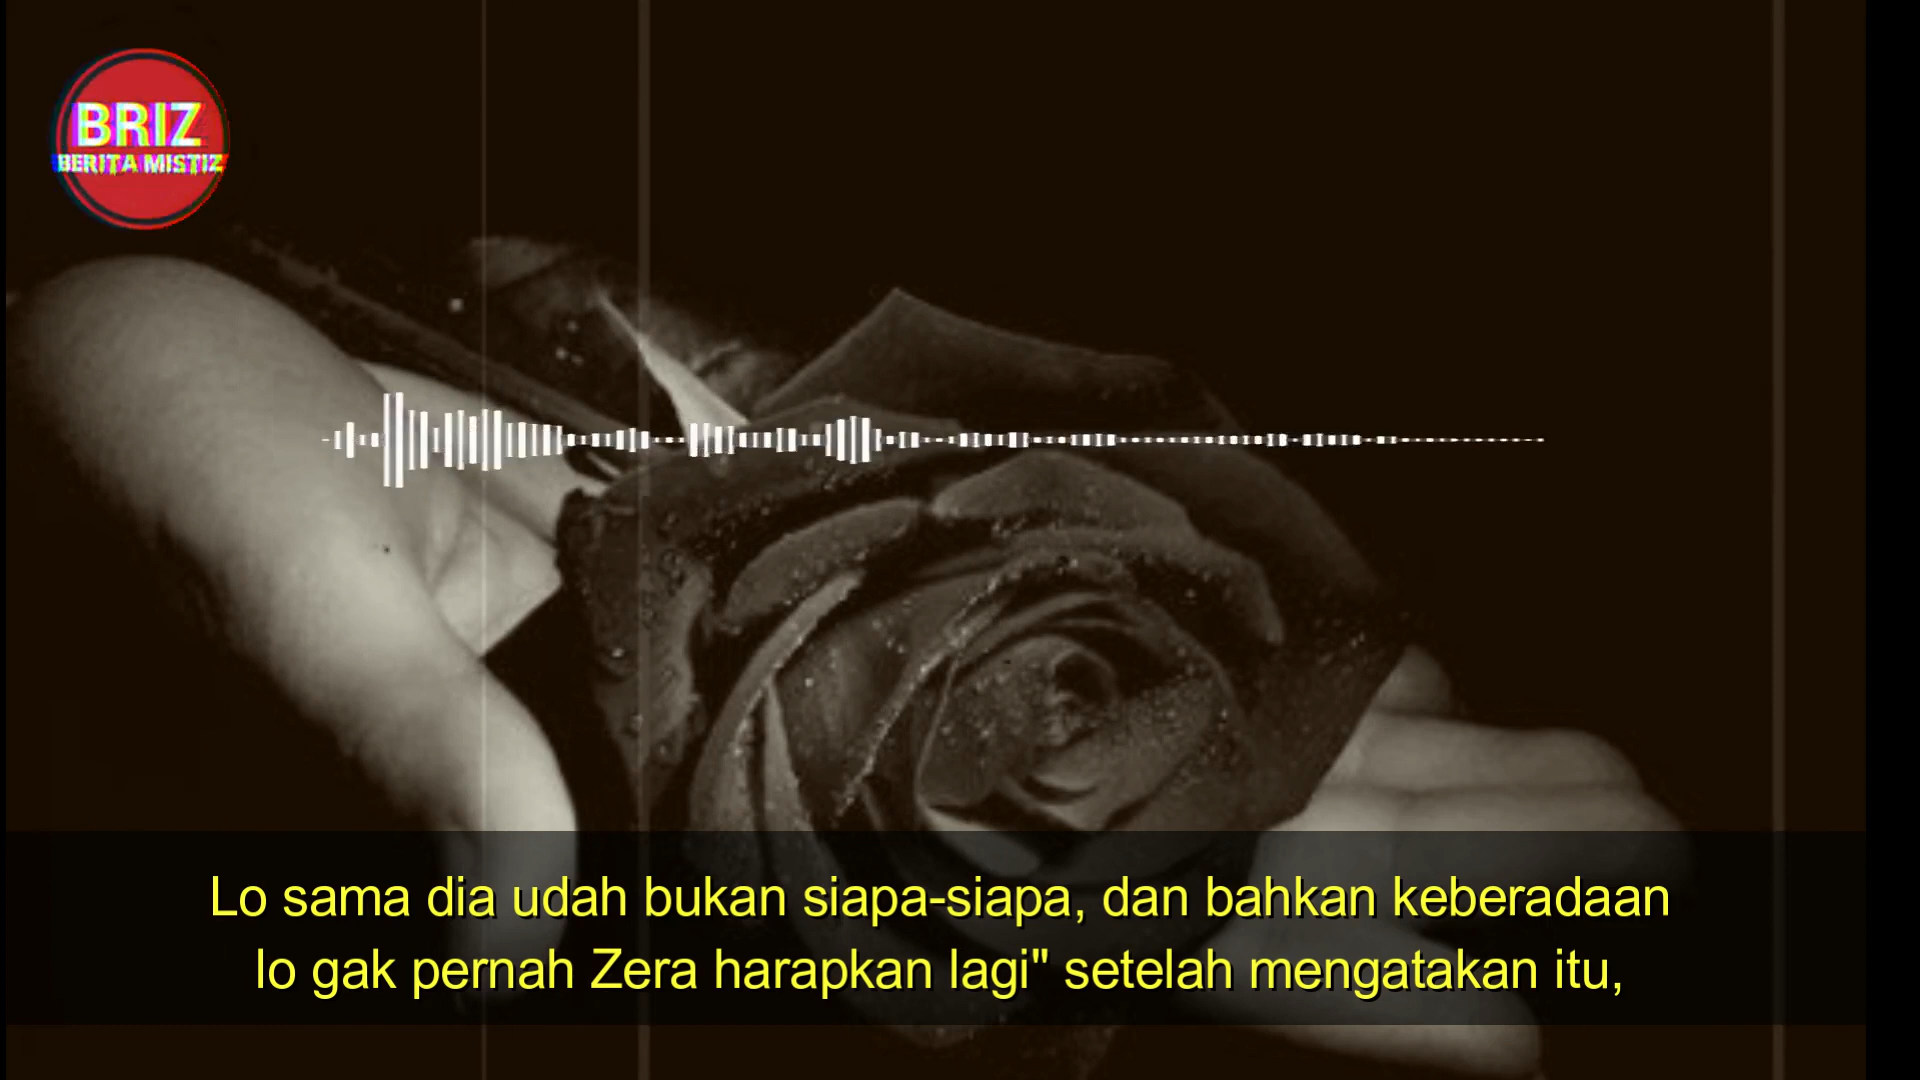 BRIZ
BERITA MISTIZ
Lo sama dia udah bukan siapa-siapa, dan bahkan keberadaan
lo gak pernah Zera harapkan lagi" setelah mengatakan itu,